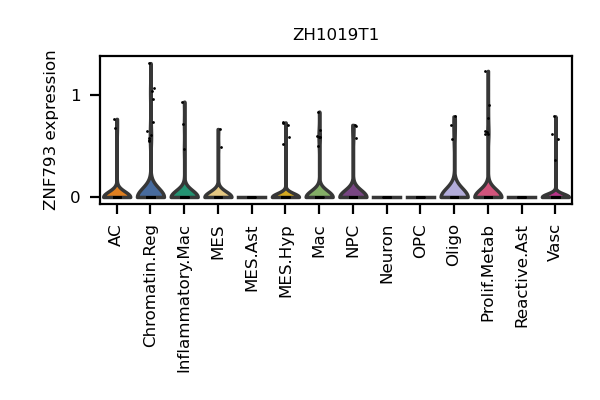 ZH1019T1
ZNF793 expression
1
0
AC
Chromatin.Reg
Inflammatory.Mac
MES
MES.Ast
MES.Hyp
Mac
NPC
Neuron
OPC
Oligo
Prolif.Metab
Reactive.Ast
Vasc